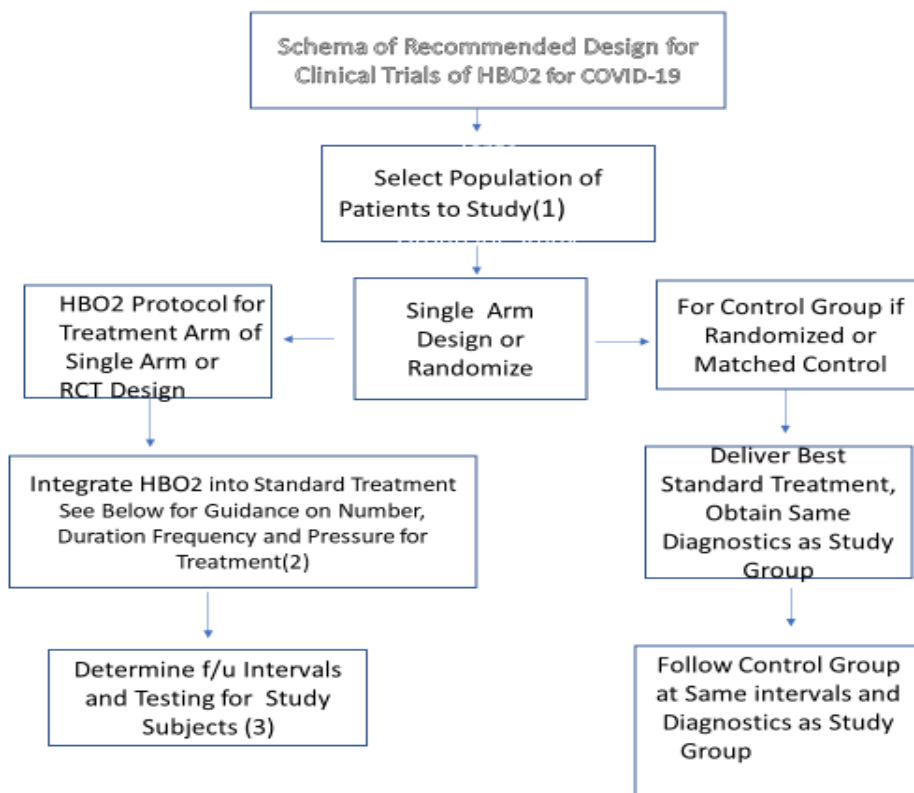 Schema of Recommended Design for
Clinical Trials of HBO2 for COVID-19
Select Population of
Patients to Study(1)
HBO2 Protocol for
Treatment Arm of
Single Arm or
RCT Design
Single Arm
Design or
Randomize
For Control Group if
Randomized or
Matched Control
Integrate HBO2 into Standard Treatment
See Below for Guidance on Number,
Duration Frequency and Pressure for
Treatment(2)
Deliver Best
Standard Treatment,
Obtain Same
Diagnostics as Study
Group
Determine f/u Intervals
and Testing for Study
Subjects (3)
Follow Control Group
at Same intervals and
Diagnostics as Study
Group